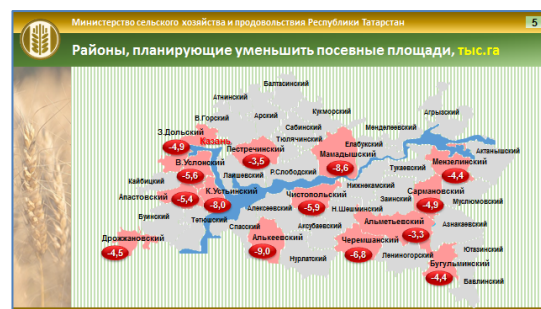 Министерство сельского хозяйства и продовольствия Республики Татарстан
5
Районы, планирующие уменьшить посевные площади, тыс.га
Балтасинский
Атнинский
Кукморский
Агрызский
В.Горский
Арский
Сабинский
Менделеевский
З.Дольский
Казань
Тюлячинский
Елабужский
-4,9
Пестречинский
Мамадышский
Актанышский
-3,5
В.Услонский
-8,6
Тукаевский
Мензелинский
-5,6
Лаишевский
Р.Слободский
-4,4
Кайбицкий
Нижнекамский
К.Устьинский
Чистопольский
Сармановский
Апастовский
-5,4
-8,0
Заинский
-4,9
Муслюмовский
Алексеевский
-5,9
Н.Шешминский
Буинский
Тетюшский
Альметьевский
Спасский
Аксубаевский
-3,3
Азнакаевский
Дрожжановский
Алькеевский
Черемшанский
-4,5
-9,0
-6,8
Лениногорский
Ютазинский
Нурлатский
Бугульминский
-4,4
Бавлинский